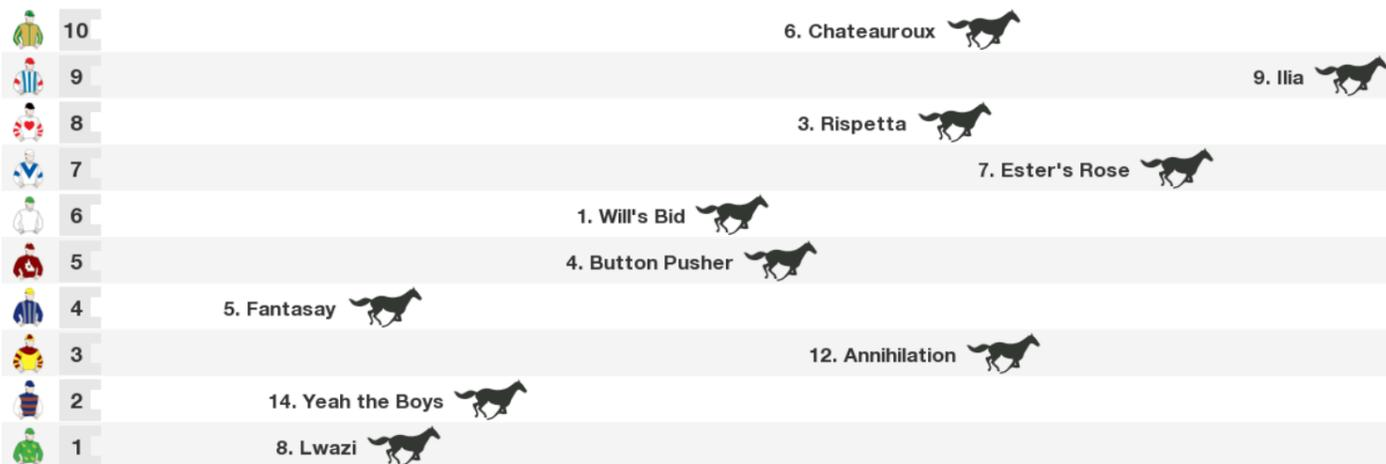 10 6. Chateauroux
9 9. Ilia
8 3. Rispetta
7 7. Ester's Rose
6 1. Will's Bid
5 4. Button Pusher
4 5. Fantasay
3 12. Annihilation
2 14. Yeah the Boys
1 8. Lwazi